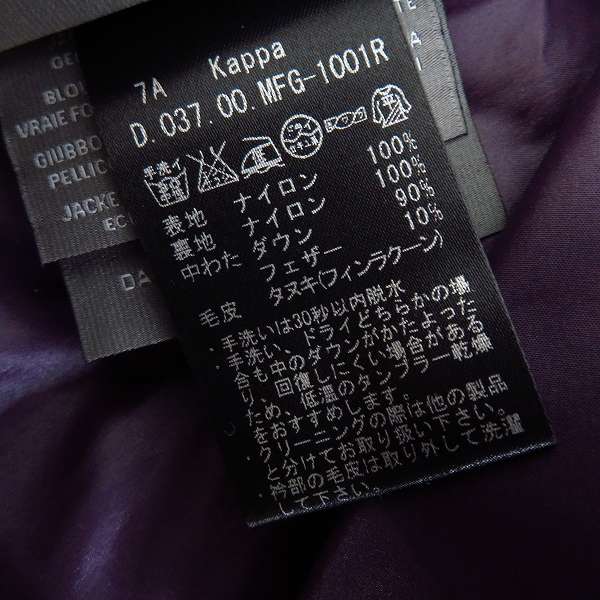 7A Kappa
D.037.00.MFG-1001R
手洗イ
表地 ナイロン 100%
裏地 ナイロン 100%
中わた ダウン 90%
フェザー 10%
毛皮 タヌキ(フィンラクーン)
・手洗いは30秒以内脱水
・手洗い、ドライどちらかの場
合も中のダウンがかたよった
り、回復しにくい場合がある
ため、低温のタンブラー乾燥
をおすすめします。
・クリーニングの際は他の製品
と分けてお取り扱い下さい。
・衿部の毛皮は取り外して洗濯
して下さい。
BLO
VRAIE FO
GIUBBO
PELLIC
JACKE
EC
DA